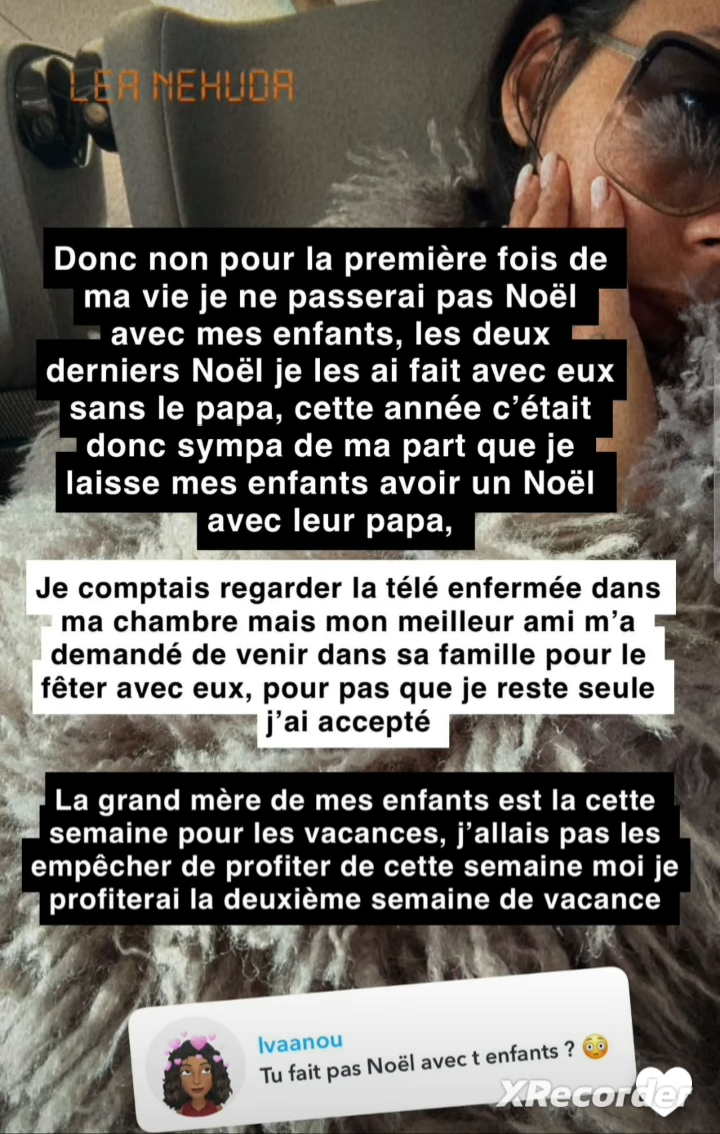 LEA NEHUDA
Donc non pour la première fois de
ma vie je ne passerai pas Noël
avec mes enfants, les deux
derniers Noël je les ai fait avec eux
sans le papa, cette année c’était
donc sympa de ma part que je
laisse mes enfants avoir un Noël
avec leur papa,
Je comptais regarder la télé enfermée dans
ma chambre mais mon meilleur ami m’a
demandé de venir dans sa famille pour le
fêter avec eux, pour pas que je reste seule
j’ai accepté
La grand mère de mes enfants est la cette
semaine pour les vacances, j’allais pas les
empêcher de profiter de cette semaine moi je
profiterai la deuxième semaine de vacance
lvaanou
Tu fait pas Noël avec t enfants ? 😳
XRecorder